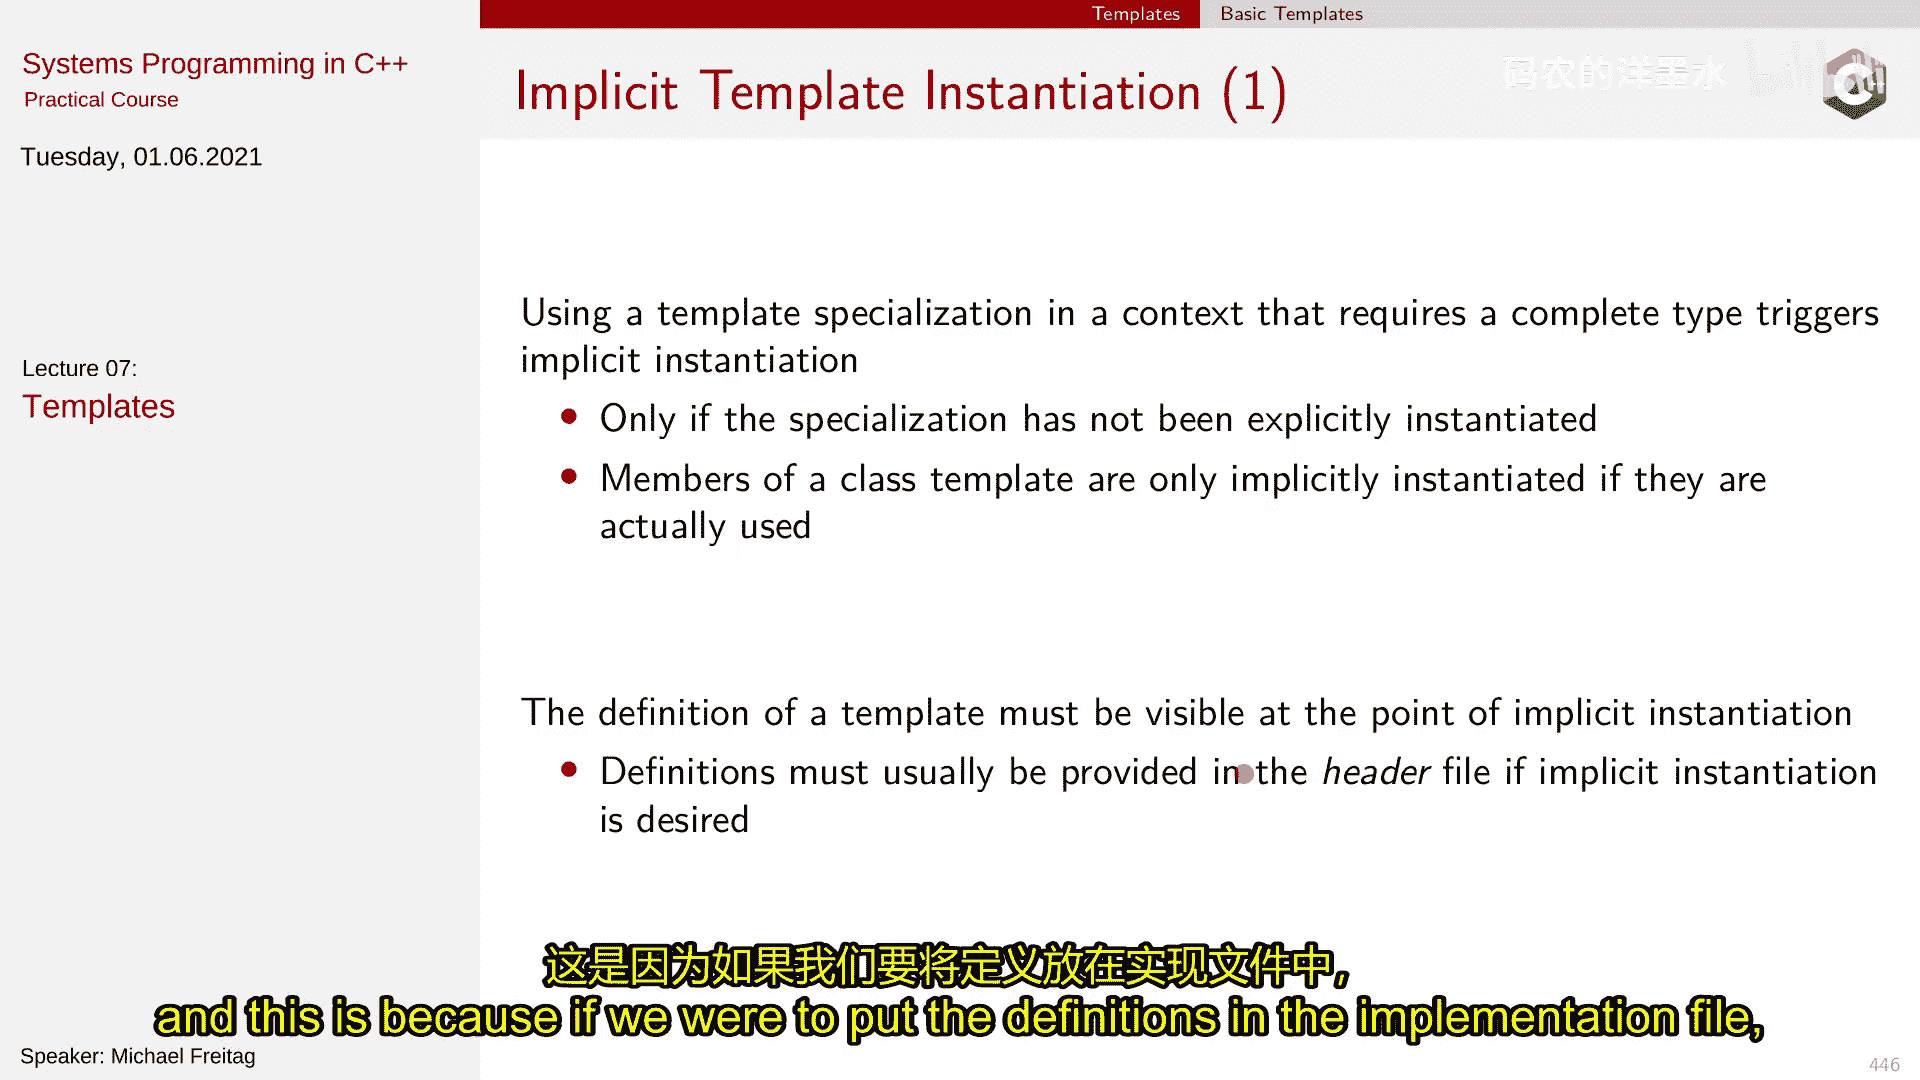 Templates Basic Templates
Systems Programming in C++
Practical Course
Tuesday, 01.06.2021
Lecture 07:
Templates
Implicit Template Instantiation (1)
码农的洋墨水
Using a template specialization in a context that requires a complete type triggers
implicit instantiation
Only if the specialization has not been explicitly instantiated
Members of a class template are only implicitly instantiated if they are
actually used
The definition of a template must be visible at the point of implicit instantiation
Definitions must usually be provided in the header file if implicit instantiation
is desired
这是因为如果我们要将定义放在实现文件中,
and this is because if we were to put the definitions in the implementation file,
Speaker: Michael Freitag
446